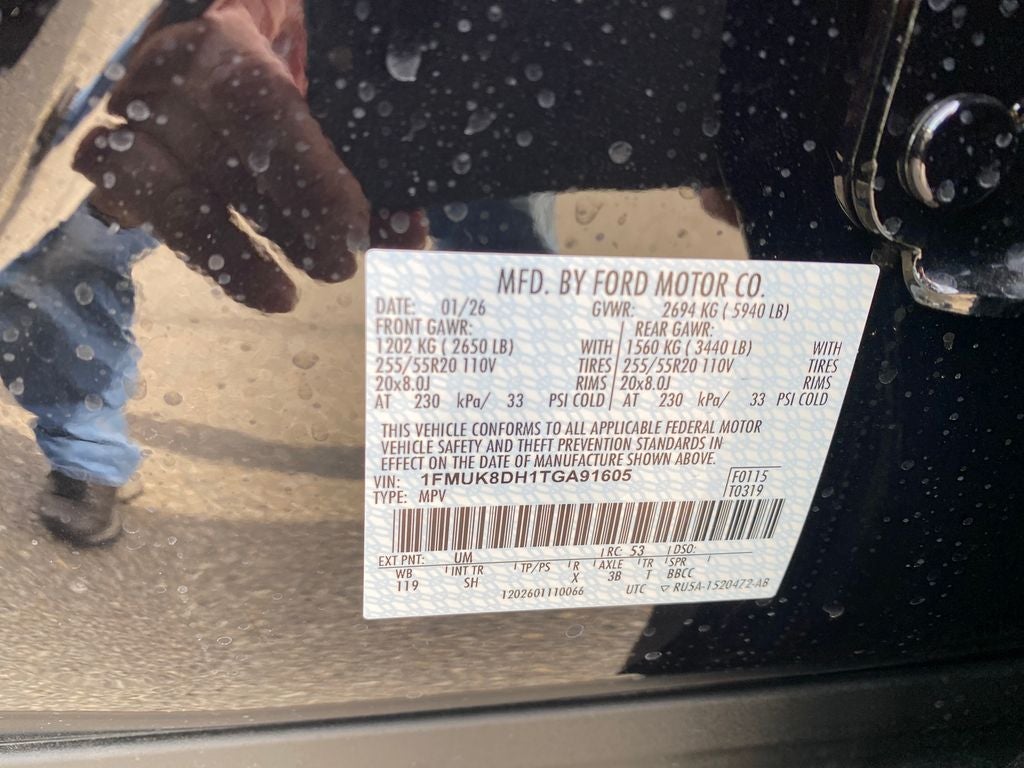 MFD. BY FORD MOTOR CO.
DATE: 01/26 GVWR: 2694 KG ( 5940 LB)
FRONT GAWR: REAR GAWR:
1202 KG ( 2650 LB) WITH 1560 KG ( 3440 LB) WITH
255/55R20 110V TIRES 255/55R20 110V TIRES
20x8.0J RIMS 20x8.0J RIMS
AT 230 kPa/ 33 PSI COLD AT 230 kPa/ 33 PSI COLD
THIS VEHICLE CONFORMS TO ALL APPLICABLE FEDERAL MOTOR
VEHICLE SAFETY AND THEFT PREVENTION STANDARDS IN
EFFECT ON THE DATE OF MANUFACTURE SHOWN ABOVE.
VIN: 1FMUK8DH1TGA91605 F0115
TYPE: MPV T0319
EXT PNT: UM RC: 53 DSO:
WB INT TR TP/PS R AXLE TR SPR
119 SH X 3B T BBCC
1202601110066 UTC ▽ RU5A-1520472-AB